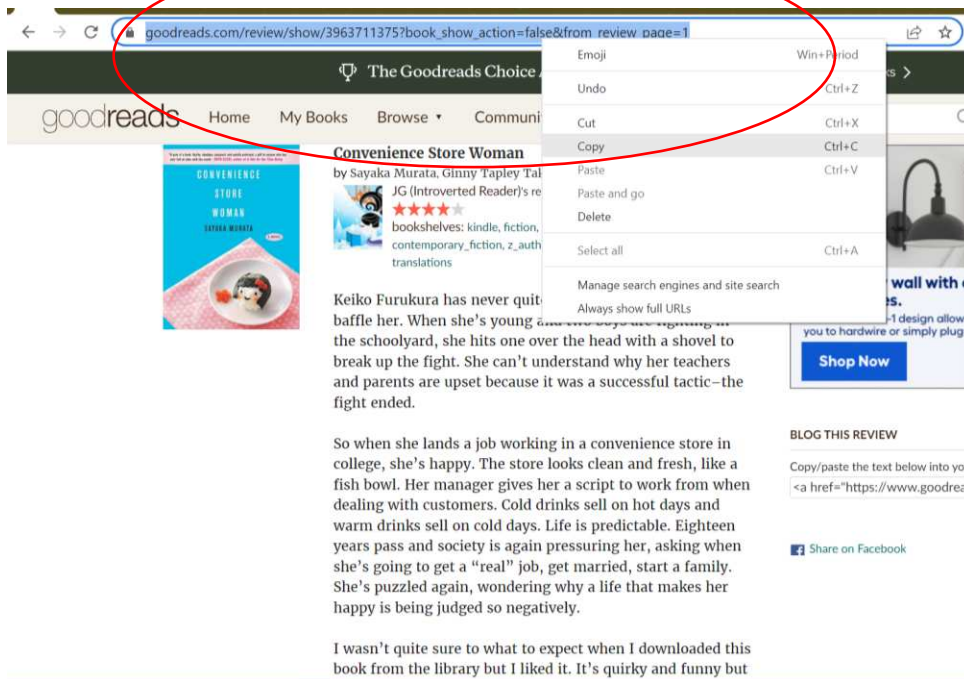 goodreads.com/review/show/3963711375?book_show_action=false&from_review_page=1
The Goodreads Choice
goodreads Home My Books Browse ▾
Emoji Win+Period
Undo Ctrl+Z
Cut Ctrl+X
Copy Ctrl+C
Paste Ctrl+V
Paste and go
Delete
Select all Ctrl+A
Manage search engines and site search
Always show full URLs
CONVENIENCE
STORE
WOMAN
SAYAKA MURATA
Convenience Store Woman
by Sayaka Murata, Ginny Tapley
JG (Introverted Reader)'s
bookshelves: kindle, fiction,
contemporary_fiction,
translations
Keiko Furukura has never
baffle her. When she's young and two boys are fighting in
the schoolyard, she hits one over the head with a shovel to
break up the fight. She can't understand why her teachers
and parents are upset because it was a successful tactic–the
fight ended.
So when she lands a job working in a convenience store in
college, she's happy. The store looks clean and fresh, like a
fish bowl. Her manager gives her a script to work from when
dealing with customers. Cold drinks sell on hot days and
warm drinks sell on cold days. Life is predictable. Eighteen
years pass and society is again pressuring her, asking when
she's going to get a “real” job, get married, start a family.
She's puzzled again, wondering why a life that makes her
happy is being judged so negatively.
I wasn't quite sure to what to expect when I downloaded this
book from the library but I liked it. It's quirky and funny but
wall with
-1 design allow
you to hardwire or simply plug
Shop Now
BLOG THIS REVIEW
Copy/paste the text below into yo
<a href="https://www.goodrea
Share on Facebook